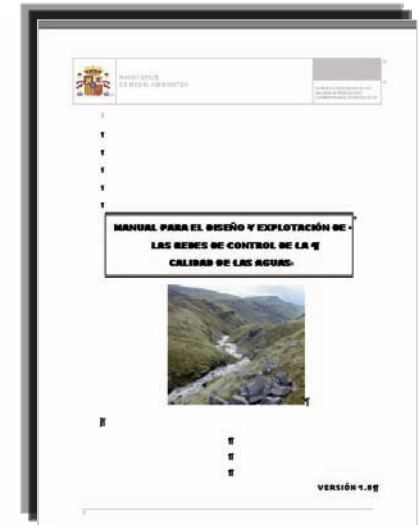 MINISTERIO
DE MEDIO AMBIENTE
MANUAL PARA EL DISEÑO Y EXPLOTACIÓN DE
LAS REDES DE CONTROL DE LA ¶
CALIDAD DE LAS AGUAS
¶
¶
¶
¶
VERSIÓN 1.0¶